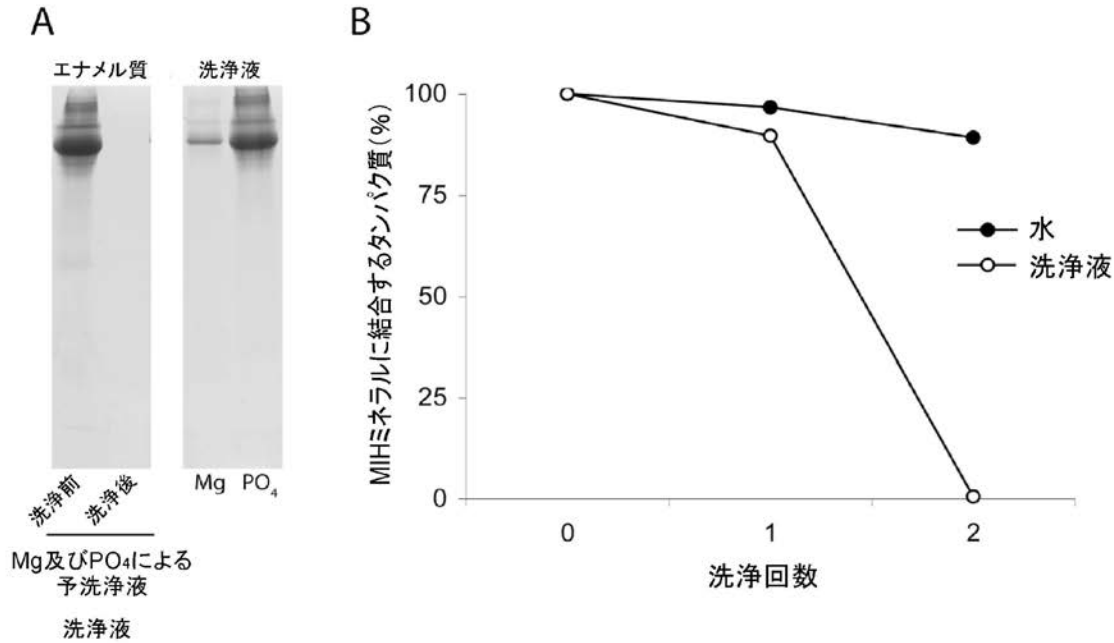 A
エナメル質
洗浄液
洗浄前
洗浄後
Mg
PO4
Mg及びPO4による
予洗浄液
洗浄液
B
MIHミネラルに結合するタンパク質(%)
100
75
50
25
0
0
1
2
洗浄回数
水
洗浄液